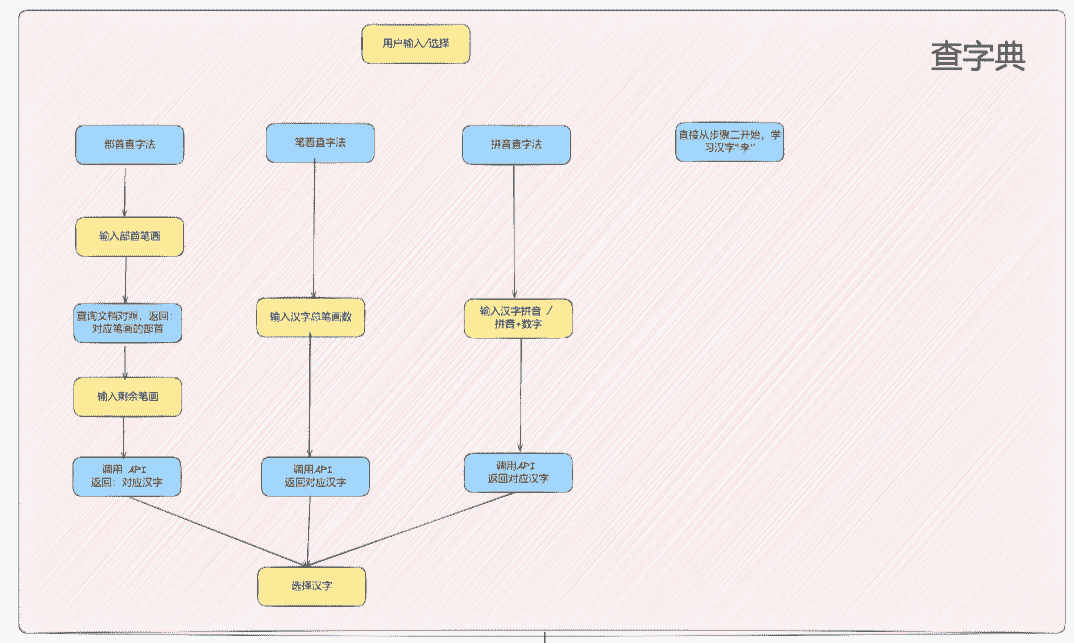 用户输入/选择
查字典
部首查字法
笔画查字法
拼音查字法
直接从步骤二开始，学
习汉字“李”
输入部首笔画
查询文档对照，返回：
对应笔画的部首
输入汉字总笔画数
输入汉字拼音 /
拼音+数字
输入剩余笔画
调用 API
返回：对应汉字
调用API
返回对应汉字
调用API
返回对应汉字
选择汉字